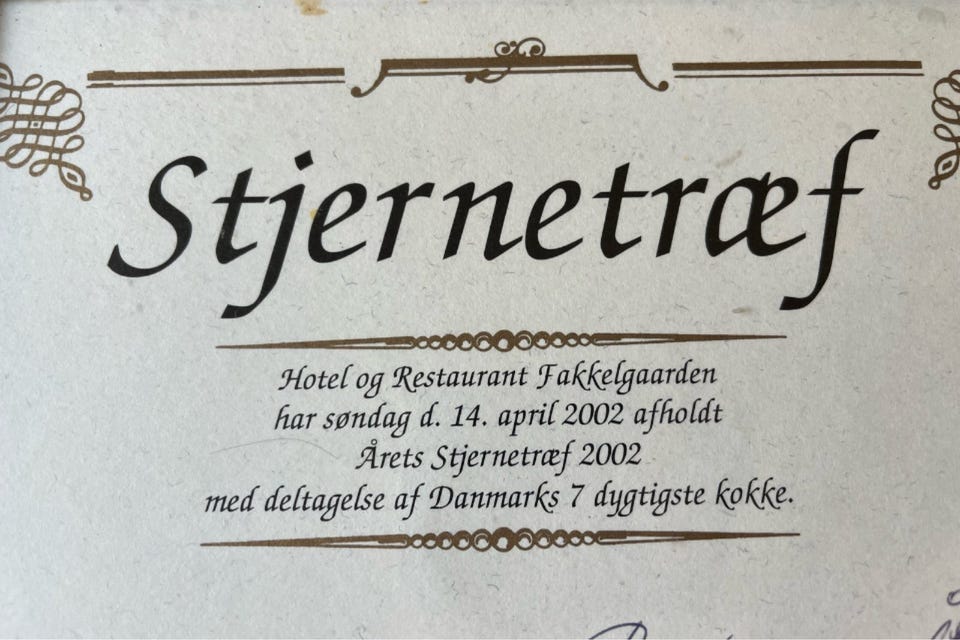 Stjernetræf
Hotel og Restaurant Fakkelgaarden
har søndag d. 14. april 2002 afholdt
Årets Stjernetræf 2002
med deltagelse af Danmarks 7 dygtigste kokke.